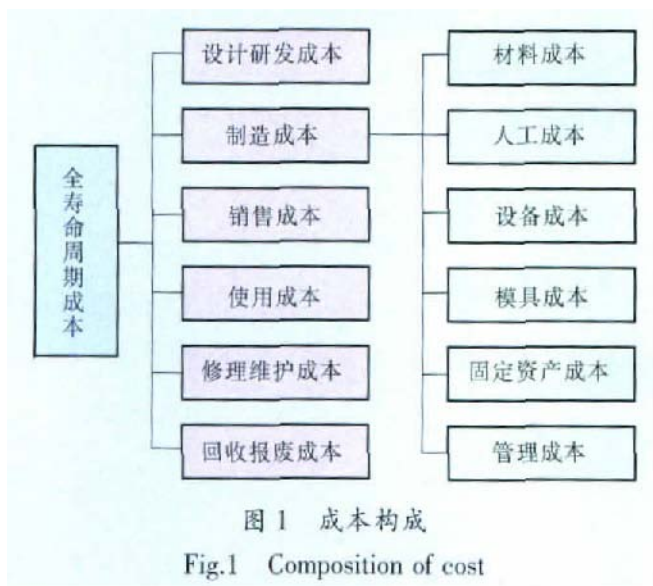 全寿命周期成本
设计研发成本
制造成本
销售成本
使用成本
修理维护成本
回收报废成本
材料成本
人工成本
设备成本
模具成本
固定资产成本
管理成本
图1 成本构成
Fig.1 Composition of cost